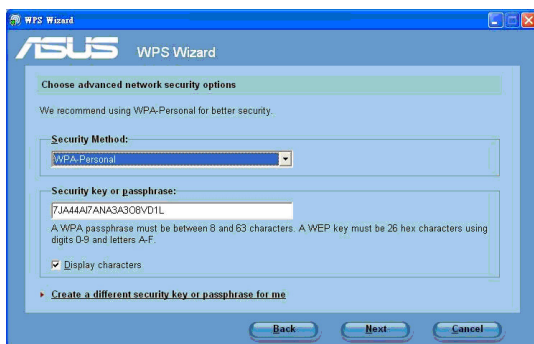 WPS Wizard
ASUS WPS Wizard
Choose advanced network security options
We recommend using WPA-Personal for better security.
Security Method:
WPA-Personal
Security key or passphrase:
7JA44AI7ANA3A3O8VD1L
A WPA passphrase must be between 8 and 63 characters. A WEP key must be 26 hex characters using
digits 0-9 and letters A-F.
Display characters
Create a different security key or passphrase for me
Back Next Cancel